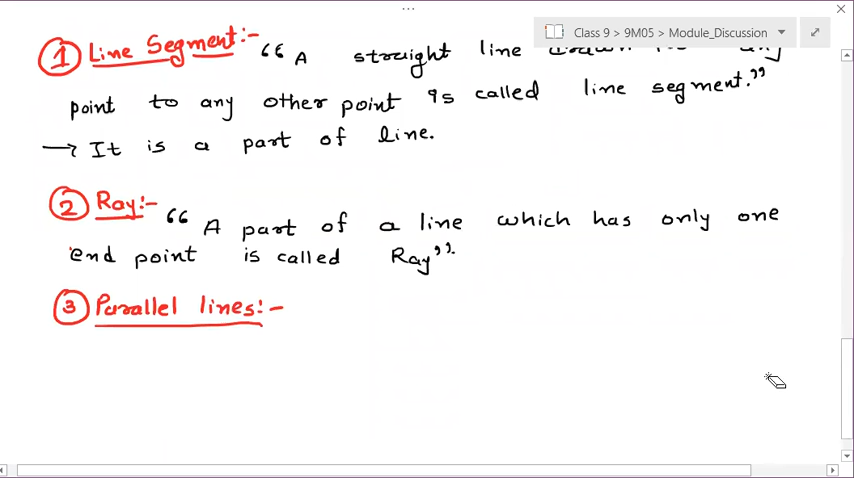 Class 9 > 9M05 > Module_Discussion
① Line Segment:- “ A straight line any
point to any other point is called line segment.”
→ It is a part of line.
② Ray:- “ A part of a line which has only one
end point is called Ray”.
③ Parallel lines:-